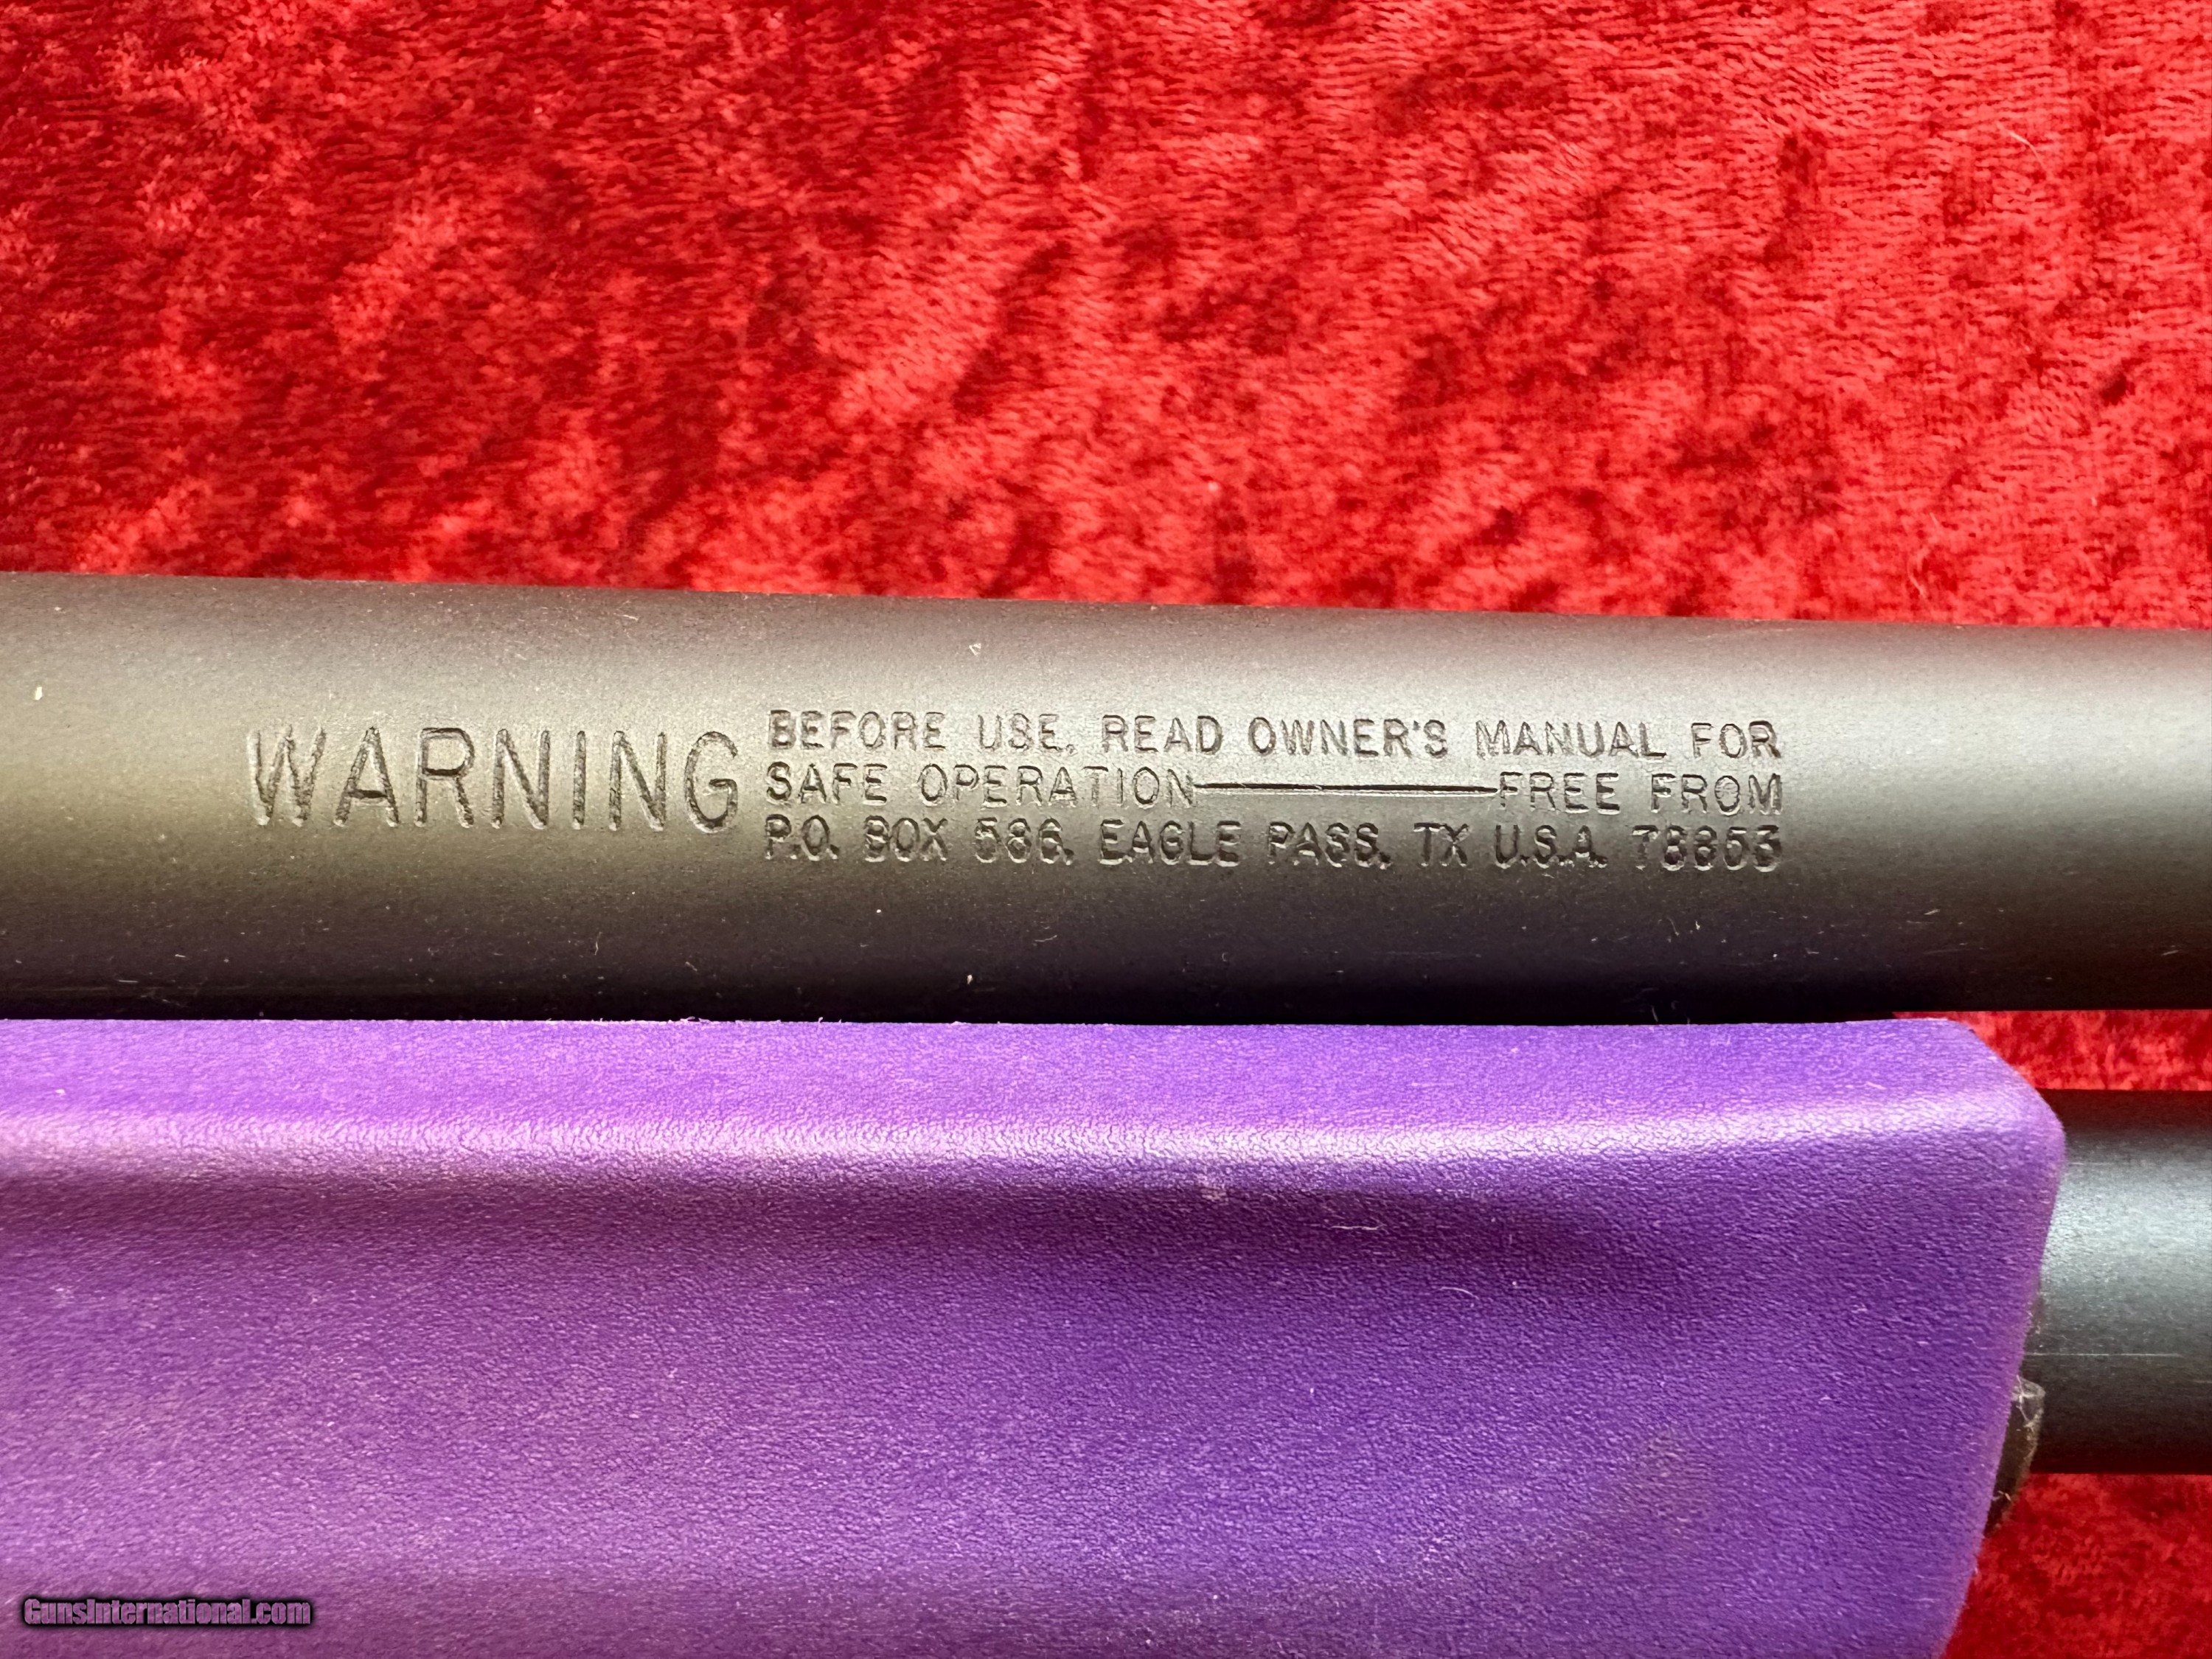 WARNING
BEFORE USE, READ OWNER'S MANUAL FOR
SAFE OPERATION————FREE FROM
P.O. BOX 586, EAGLE PASS, TX U.S.A. 78853
GunsInternational.com